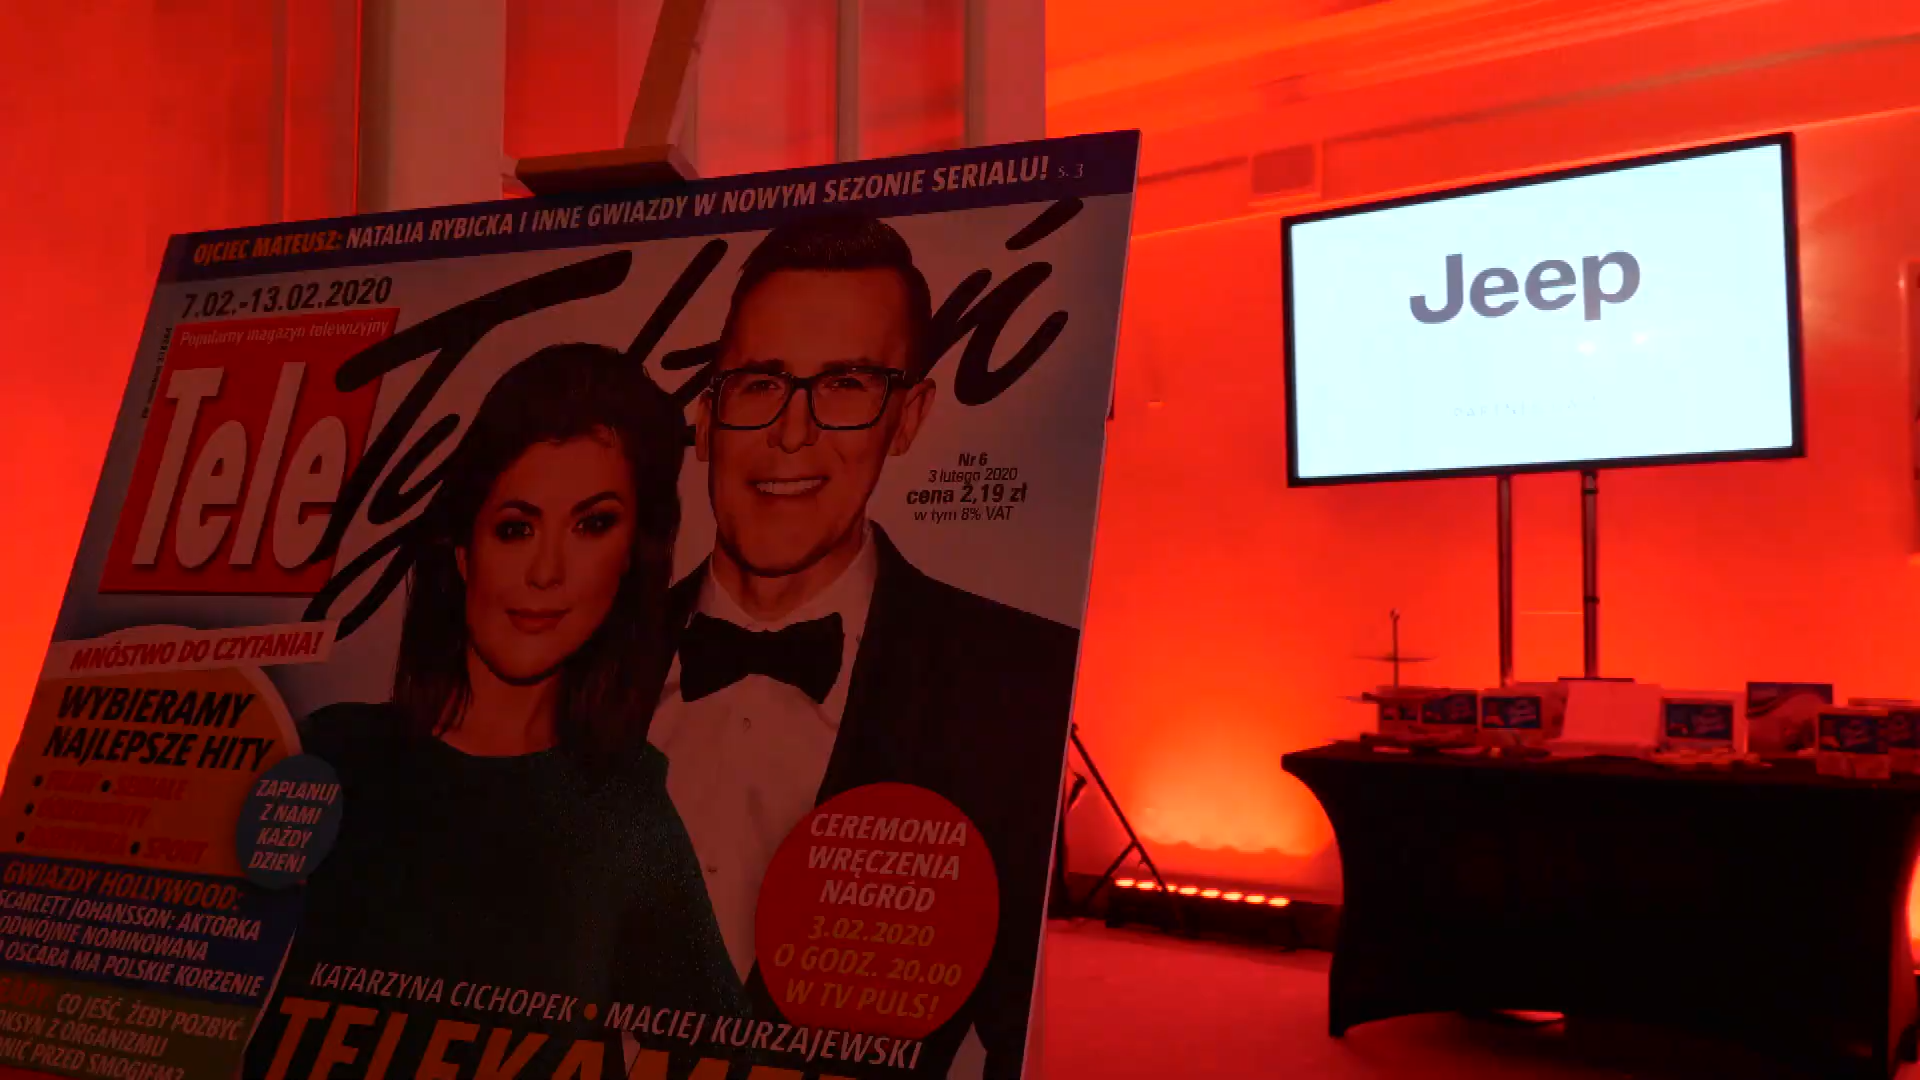 OJCIEC MATEUSZ: NATALIA RYBICKA I INNE GWIAZDY W NOWYM SEZONIE SERIALU! s. 3
7.02.-13.02.2020
Popularny magazyn telewizyjny
Tele
Tydzień
Nr 6
3 lutego 2020
cena 2,19 zł
w tym 8% VAT
MNÓSTWO DO CZYTANIA!
WYBIERAMY
NAJLEPSZE HITY
• SERIALE
• SPORT
ZAPLANUJ
Z NAMI
KAŻDY
DZIEŃ!
GWIAZDY HOLLYWOOD:
SCARLETT JOHANSSON: AKTORKA
PODWÓJNIE NOMINOWANA
DO OSCARA MA POLSKIE KORZENIE
CO JEŚĆ, ŻEBY POZBYĆ
Z ORGANIZMU
PRZED SMOGIEM?
CEREMONIA
WRĘCZENIA
NAGRÓD
3.02.2020
O GODZ. 20.00
W TV PULS!
KATARZYNA CICHOPEK • MACIEJ KURZAJEWSKI
Jeep